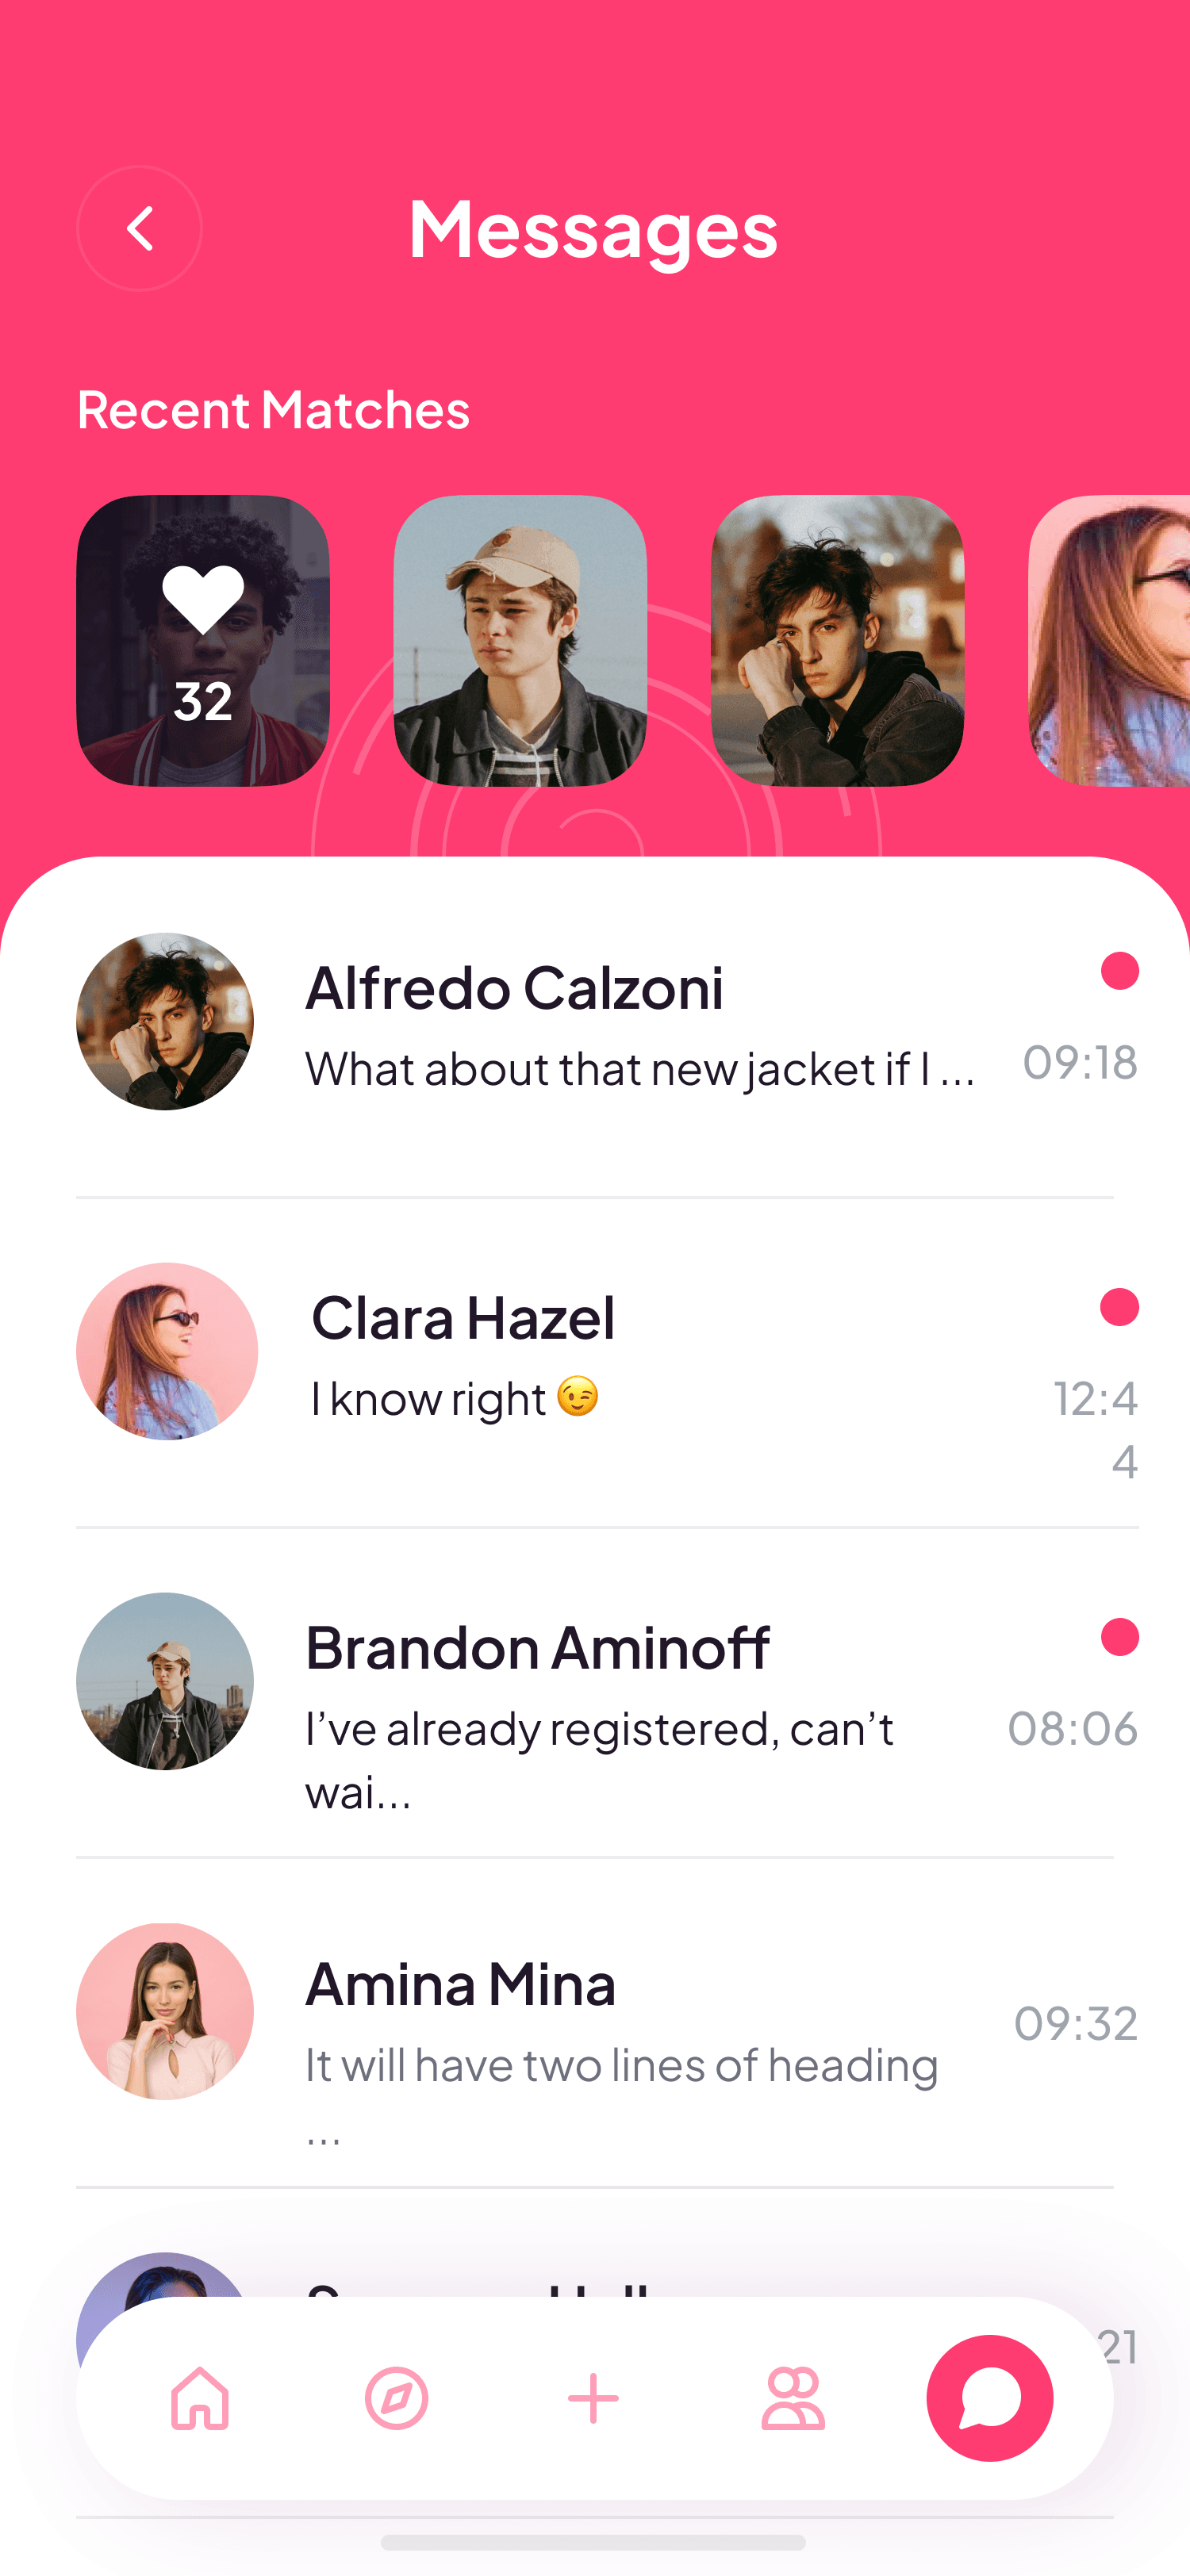 Messages
Recent Matches
32
Alfredo Calzoni
What about that new jacket if I ...
09:18
Clara Hazel
I know right 😉
12:4
4
Brandon Aminoff
I’ve already registered, can’t
wai...
08:06
Amina Mina
It will have two lines of heading
...
09:32
21